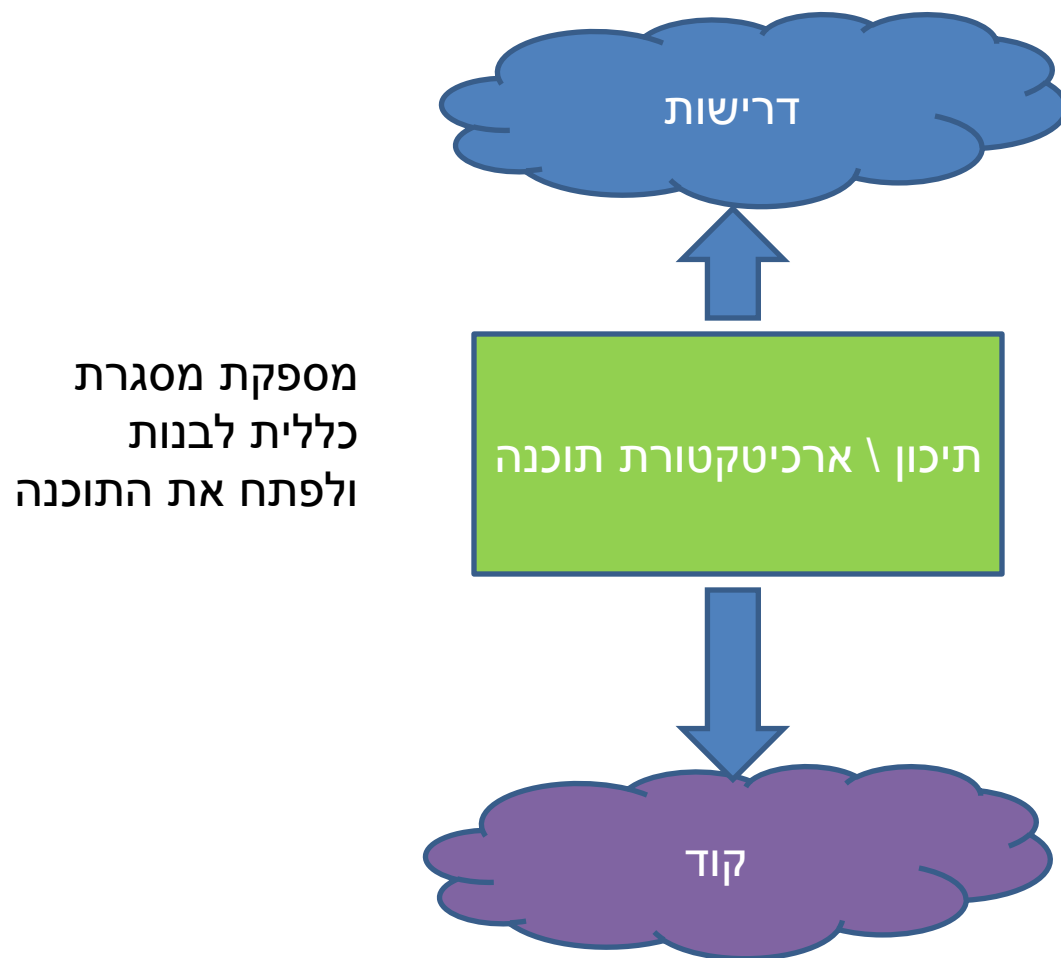 דרישות
מספקת מסגרת
כללית לבנות
ולפתח את התוכנה
תיכון \ ארכיטקטורת תוכנה
קוד